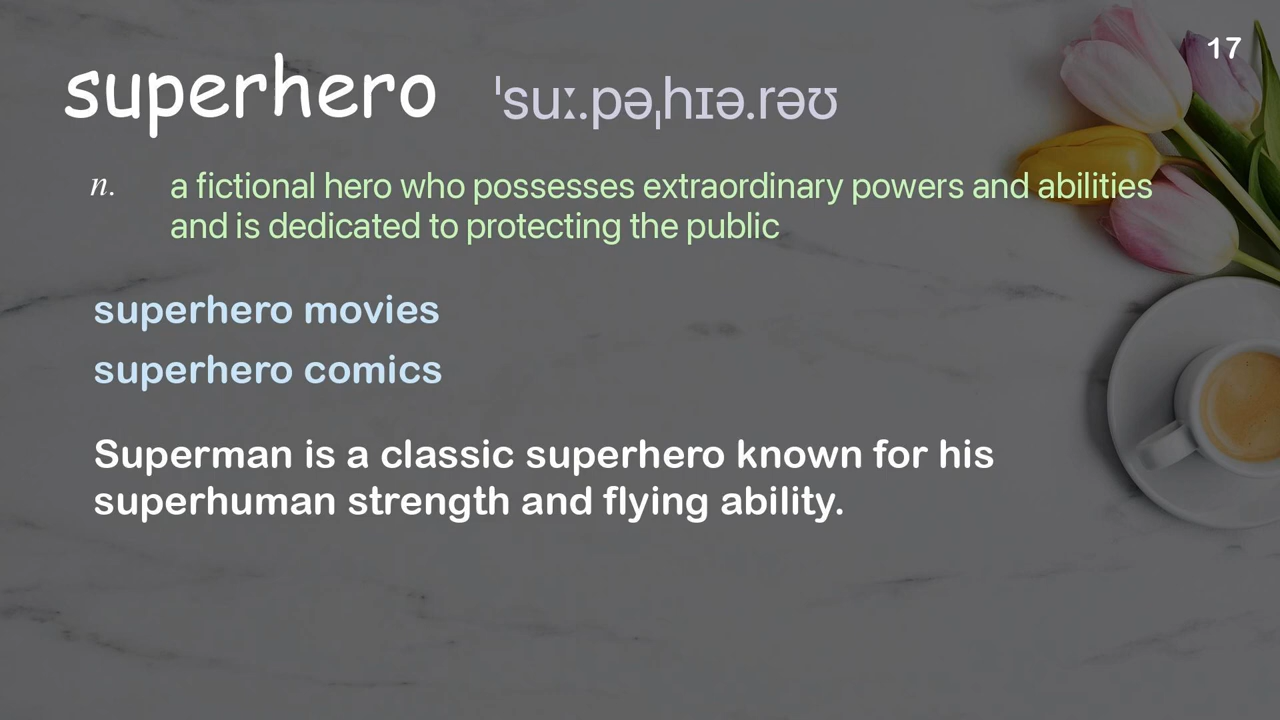 17
superhero ˈsuː.pəˌhɪə.rəʊ
n. a fictional hero who possesses extraordinary powers and abilities
and is dedicated to protecting the public
superhero movies
superhero comics
Superman is a classic superhero known for his
superhuman strength and flying ability.